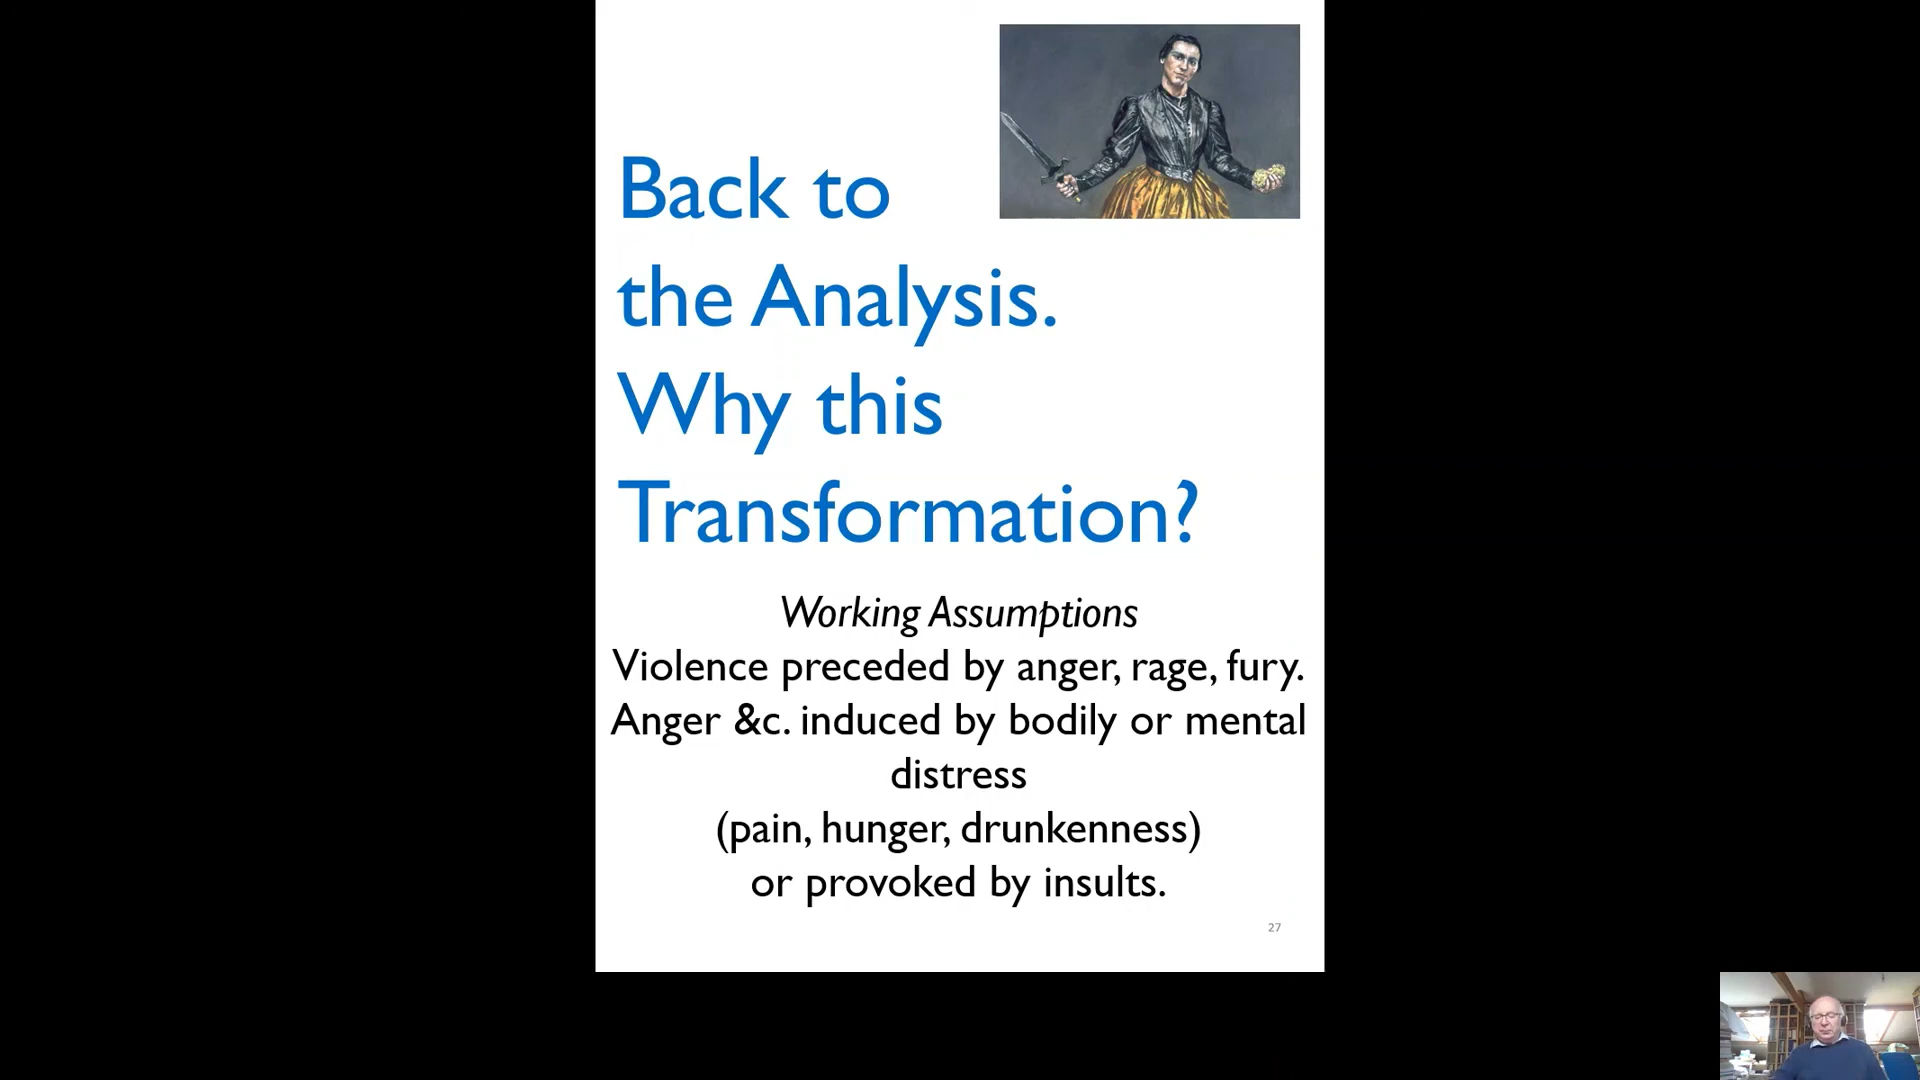 Back to
the Analysis.
Why this
Transformation?
Working Assumptions
Violence preceded by anger, rage, fury.
Anger &c. induced by bodily or mental
distress
(pain, hunger, drunkenness)
or provoked by insults.
27